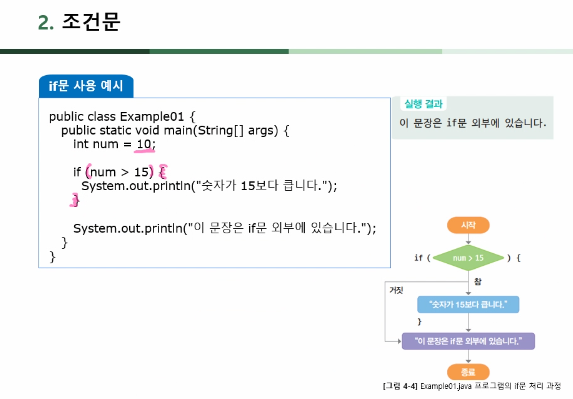 2. 조건문
if문 사용 예시
public class Example01 {
public static void main(String[] args) {
int num = 10;
if (num > 15) {
System.out.println("숫자가 15보다 큽니다.");
}
System.out.println("이 문장은 if문 외부에 있습니다.");
}
}
실행 결과
이 문장은 if문 외부에 있습니다.
시작
if ( num > 15 ) {
참
거짓
"숫자가 15보다 큽니다."
}
"이 문장은 if문 외부에 있습니다."
종료
[그림 4-4] Example01.java 프로그램의 if문 처리 과정